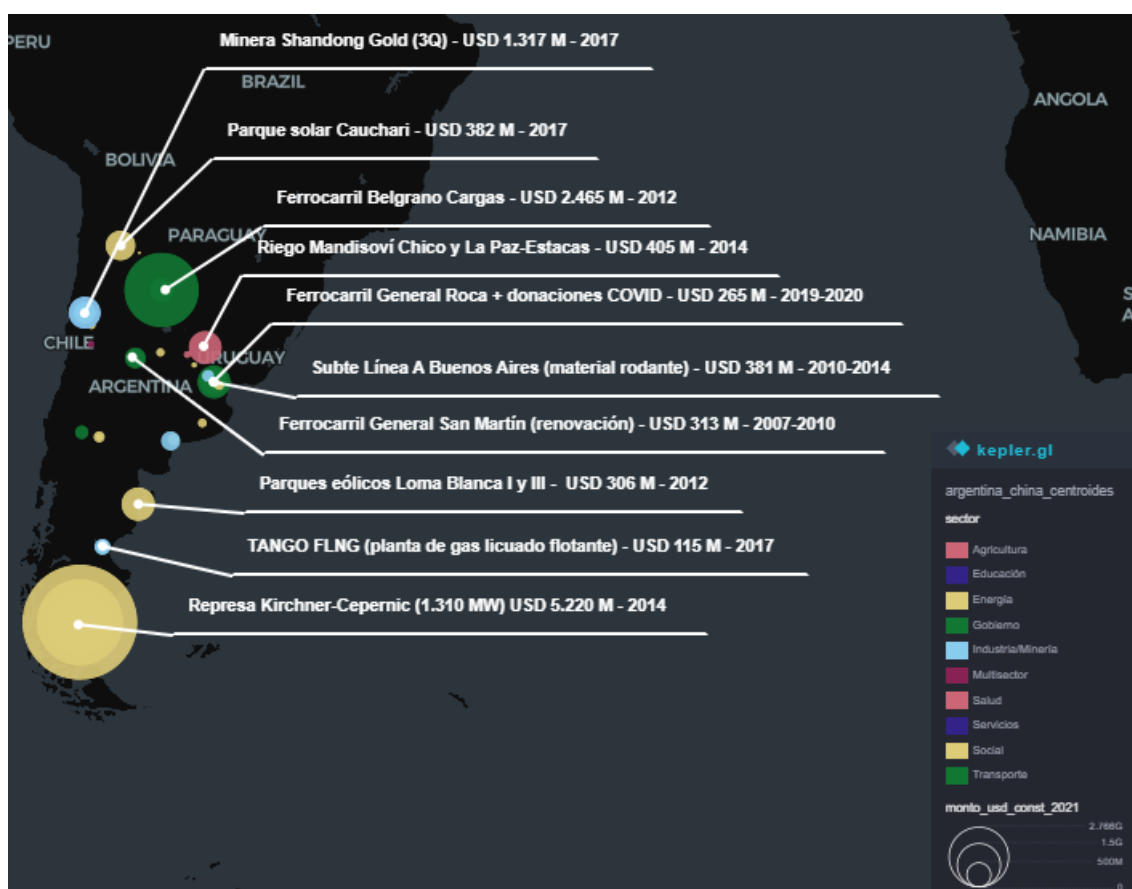 PERU
Minera Shandong Gold (3Q) - USD 1.317 M - 2017
BRAZIL
ANGOLA
Parque solar Cauchari - USD 382 M - 2017
BOLIVIA
Ferrocarril Belgrano Cargas - USD 2.465 M - 2012
PARAGUAY
NAMIBIA
Riego Mandisoví Chico y La Paz-Estacas - USD 405 M - 2014
Ferrocarril General Roca + donaciones COVID - USD 265 M - 2019-2020
S
A
CHILE
URUGUAY
Subte Línea A Buenos Aires (material rodante) - USD 381 M - 2010-2014
ARGENTINA
Ferrocarril General San Martín (renovación) - USD 313 M - 2007-2010
Parques eólicos Loma Blanca I y III - USD 306 M - 2012
TANGO FLNG (planta de gas licuado flotante) - USD 115 M - 2017
Represa Kirchner-Cepernic (1.310 MW) USD 5.220 M - 2014
kepler.gl
argentina_china_centroides
sector
Agricultura
Educación
Energía
Gobierno
Industria/Minería
Multisector
Salud
Servicios
Social
Transporte
monto_usd_const_2021
2.766G
1.5G
500M
0